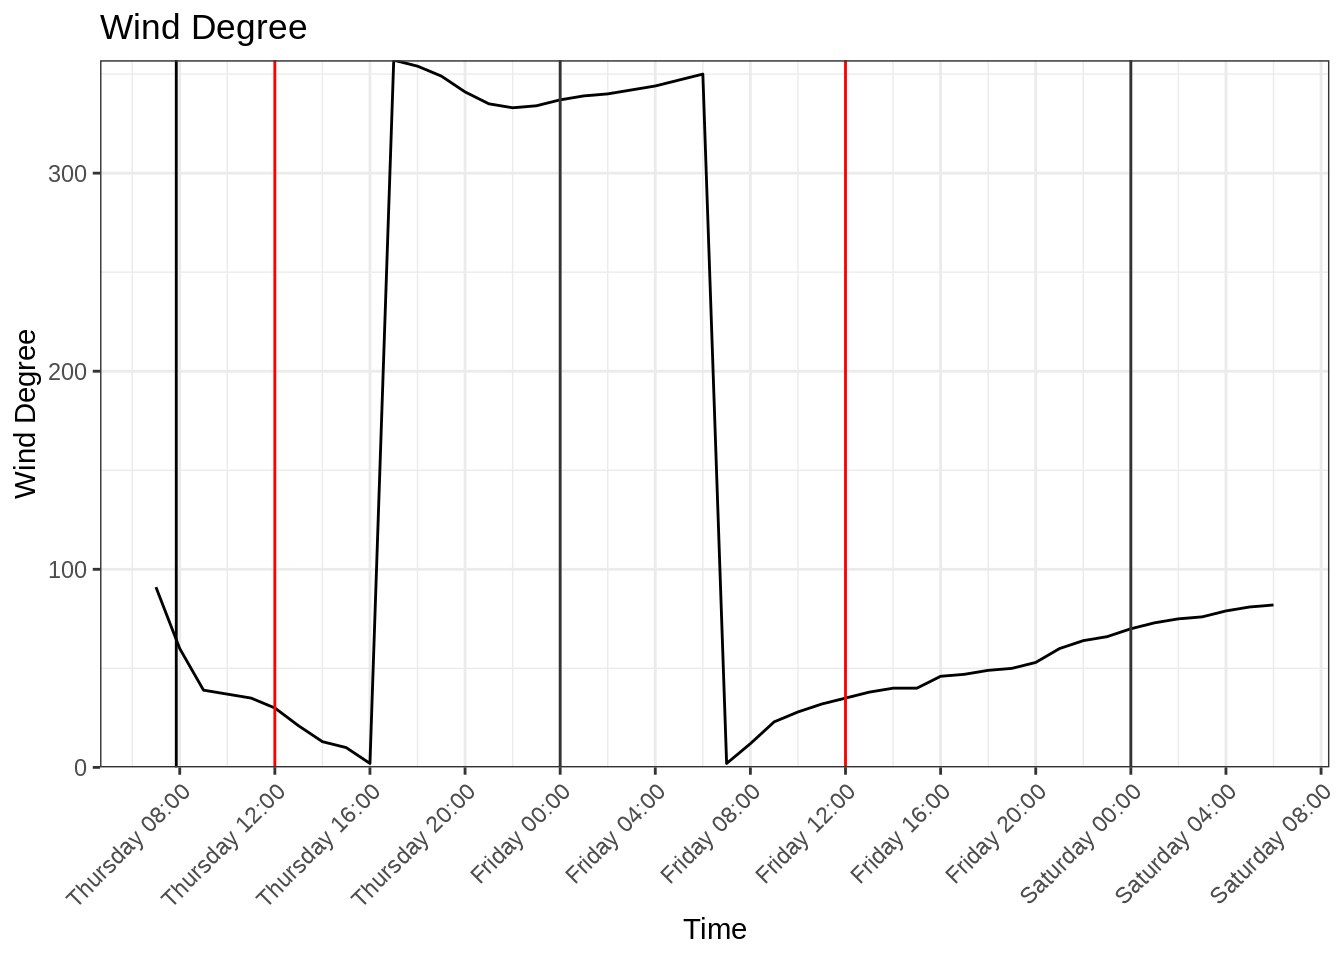 Wind Degree
Wind Degree
300
200
100
0
Thursday 08:00
Thursday 12:00
Thursday 16:00
Thursday 20:00
Friday 00:00
Friday 04:00
Friday 08:00
Friday 12:00
Friday 16:00
Friday 20:00
Saturday 00:00
Saturday 04:00
Saturday 08:00
Time